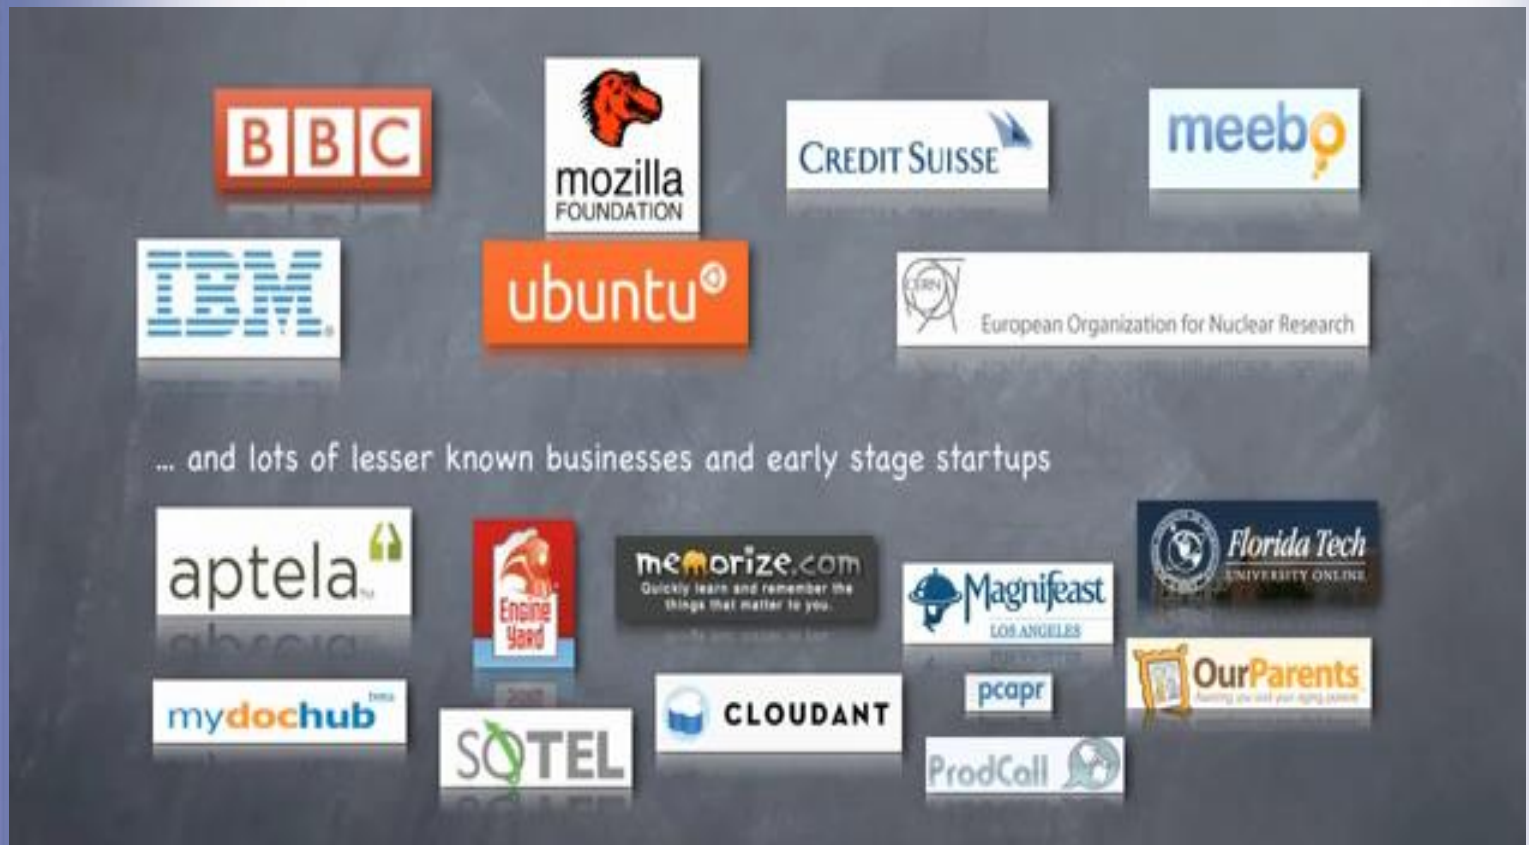 BBC
mozilla
FOUNDATION
CREDIT SUISSE
meebo
IBM®
ubuntu
CERN
European Organization for Nuclear Research
... and lots of lesser known businesses and early stage startups
aptela
Engine
Yard
memorize.com
Quickly learn and remember the
things that matter to you.
Magnifeast
LOS ANGELES
Florida Tech
UNIVERSITY ONLINE
mydochub
beta
SOTEL
CLOUDANT
pcapr
OurParents
ProdCall